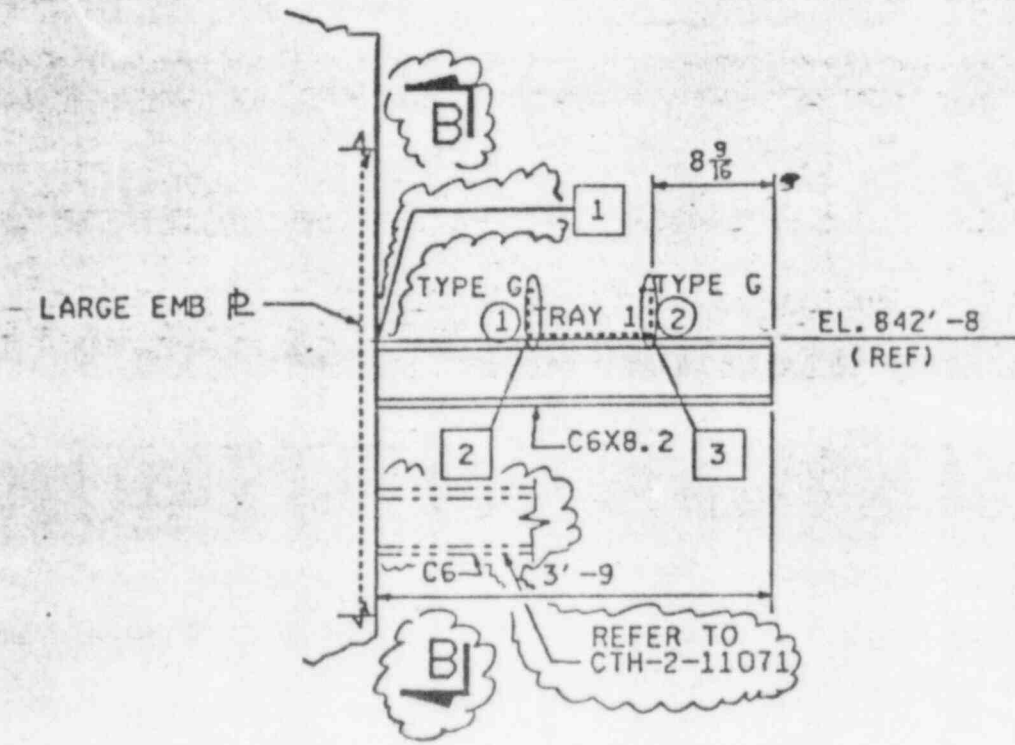 B
8 9/16
1
LARGE EMB PL
TYPE G
TYPE G
1
TRAY 1
2
EL. 842'-8
(REF)
2
C6X8.2
3
C6
3'-9
REFER TO
CTH-2-11071
B